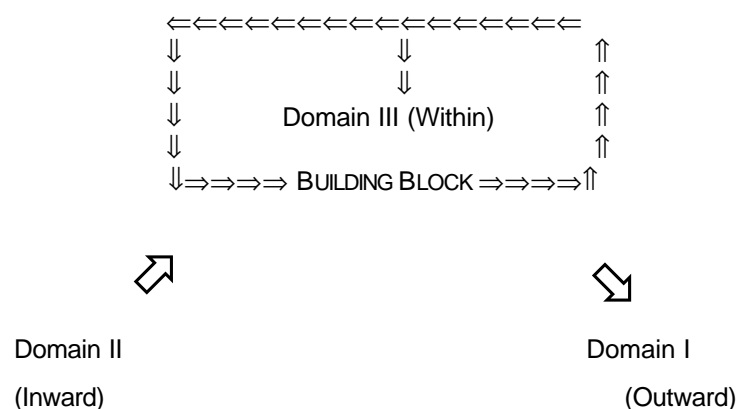 ⇐⇐⇐⇐⇐⇐⇐⇐⇐⇐⇐⇐⇐⇐⇐⇐
⇓ ⇓ ⇑
⇓ ⇓ ⇑
⇓ Domain III (Within) ⇑
⇓ ⇑
⇓⇒⇒⇒⇒ BUILDING BLOCK ⇒⇒⇒⇒⇑
Domain II Domain I
(Inward) (Outward)